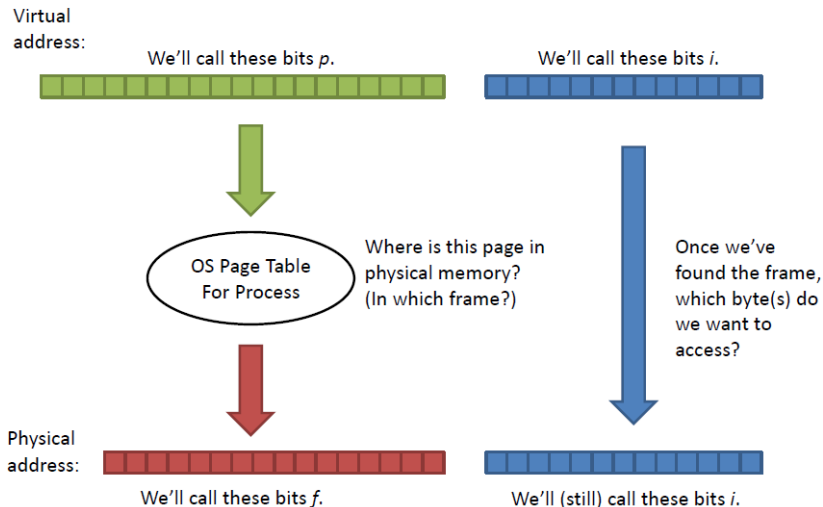 Virtual
address:
We'll call these bits p.
We'll call these bits i.
OS Page Table
For Process
Where is this page in
physical memory?
(In which frame?)
Once we've
found the frame,
which byte(s) do
we want to
access?
Physical
address:
We'll call these bits f.
We'll (still) call these bits i.